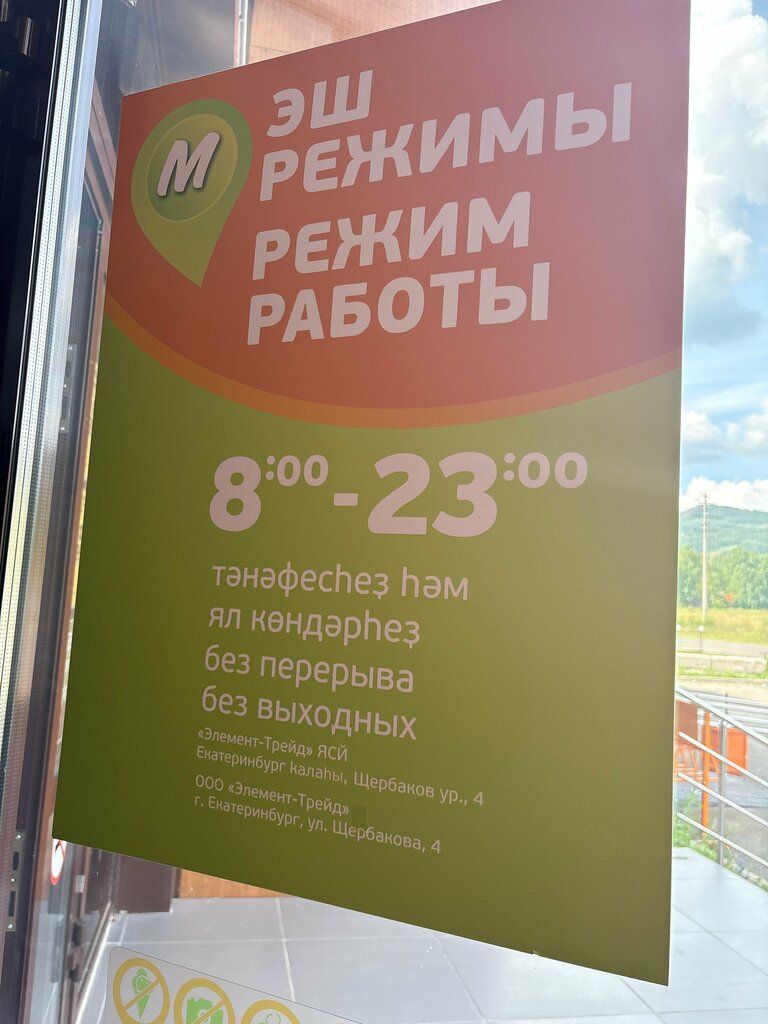 М
ЭШ
РЕЖИМЫ
РЕЖИМ
РАБОТЫ
8:00-23:00
тәнәфесһеҙ һәм
ял көндәрһеҙ
без перерыва
без выходных
«Элемент-Трейд» ЯСЙ
Екатеринбург калаһы, Щербаков ур., 4
ООО «Элемент-Трейд»
г. Екатеринбург, ул. Щербакова, 4